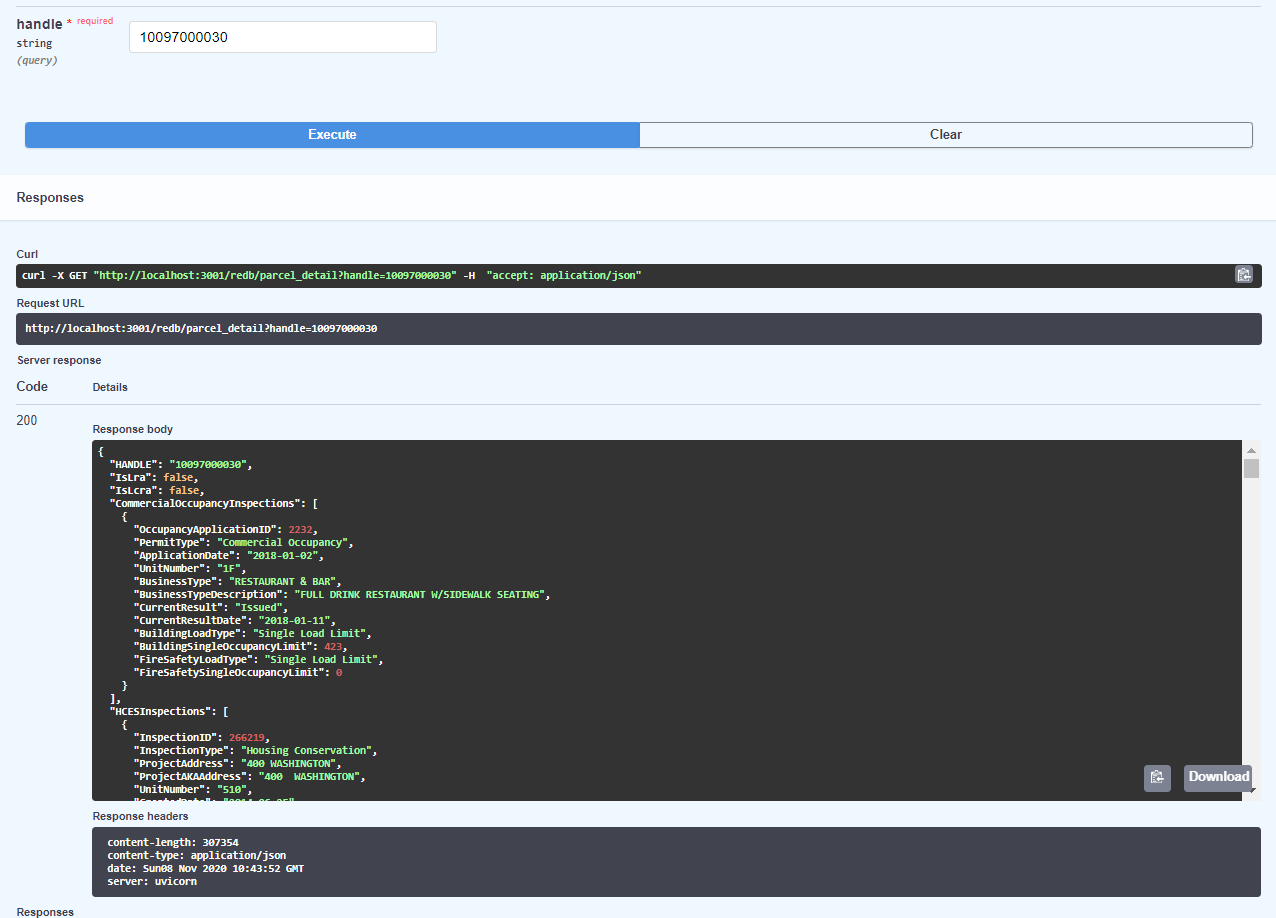 handle * required
string
(query)
10097000030
Execute
Clear
Responses
Curl
curl -X GET "http://localhost:3001/redb/parcel_detail?handle=10097000030" -H  "accept: application/json"
Request URL
http://localhost:3001/redb/parcel_detail?handle=10097000030
Server response
Code
Details
200
Response body
{
  "HANDLE": "10097000030",
  "IsLra": false,
  "IsLcra": false,
  "CommercialOccupancyInspections": [
    {
      "OccupancyApplicationID": 2232,
      "PermitType": "Commercial Occupancy",
      "ApplicationDate": "2018-01-02",
      "UnitNumber": "1F",
      "BusinessType": "RESTAURANT & BAR",
      "BusinessTypeDescription": "FULL DRINK RESTAURANT W/SIDEWALK SEATING",
      "CurrentResult": "Issued",
      "CurrentResultDate": "2018-01-11",
      "BuildingLoadType": "Single Load Limit",
      "BuildingSingleOccupancyLimit": 423,
      "FireSafetyLoadType": "Single Load Limit",
      "FireSafetySingleOccupancyLimit": 0
    }
  ],
  "HCESInspections": [
    {
      "InspectionID": 266219,
      "InspectionType": "Housing Conservation",
      "ProjectAddress": "400 WASHINGTON",
      "ProjectAKAAddress": "400  WASHINGTON",
      "UnitNumber": "510",
Download
Response headers
content-length: 307354
content-type: application/json
date: Sun08 Nov 2020 10:43:52 GMT
server: uvicorn
Responses